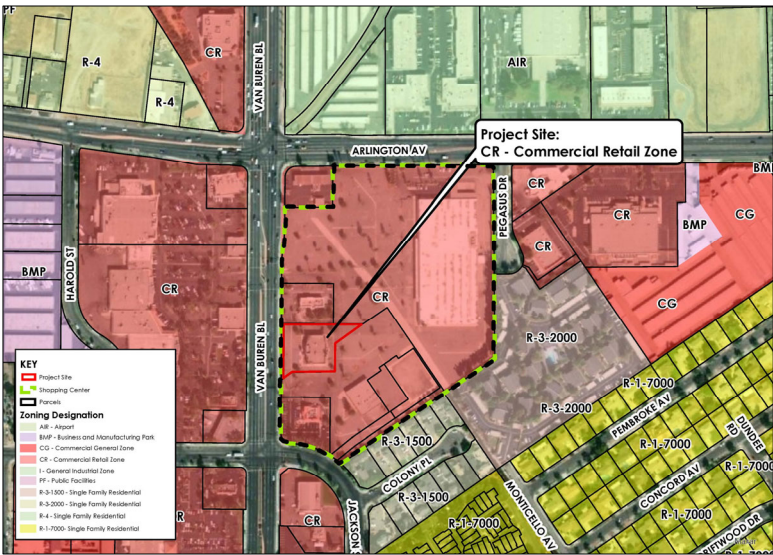 PF
CR
R-4
R-4
VAN BUREN BL
AIR
ARLINGTON AV
Project Site:
CR - Commercial Retail Zone
PEGASUS DR
CR
CR
BMP
CG
CR
BMP
HAROLD ST
CR
CR
CG
VAN BUREN BL
R-3-2000
R-3-2000
R-1-7000
PEMBROKE AV
DUNDEE RD
R-1-7000
CONCORD AV
R-1-7000
R-3-1500
COLONY PL
R-3-1500
MONTICELLO AV
R-1-7000
JACKSON
CR
KEY
Project Site
Shopping Center
Parcels
Zoning Designation
AIR - Airport
BMP - Business and Manufacturing Park
CG - Commercial General Zone
CR - Commercial Retail Zone
I - General Industrial Zone
PF - Public Facilities
R-3-1500 - Single Family Residential
R-3-2000 - Single Family Residential
R-4 - Single Family Residential
R-1-7000- Single Family Residential